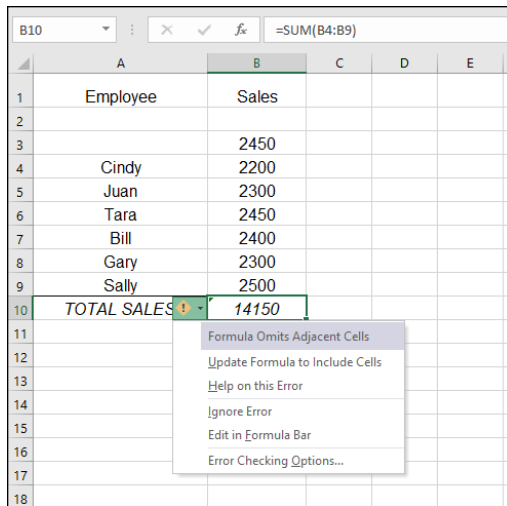 B10 fx =SUM(B4:B9)
A B C D E
1 Employee Sales
2
3 2450
4 Cindy 2200
5 Juan 2300
6 Tara 2450
7 Bill 2400
8 Gary 2300
9 Sally 2500
10 TOTAL SALES 14150
11 Formula Omits Adjacent Cells
12 Update Formula to Include Cells
13 Help on this Error
14 Ignore Error
15 Edit in Formula Bar
16 Error Checking Options...
17
18